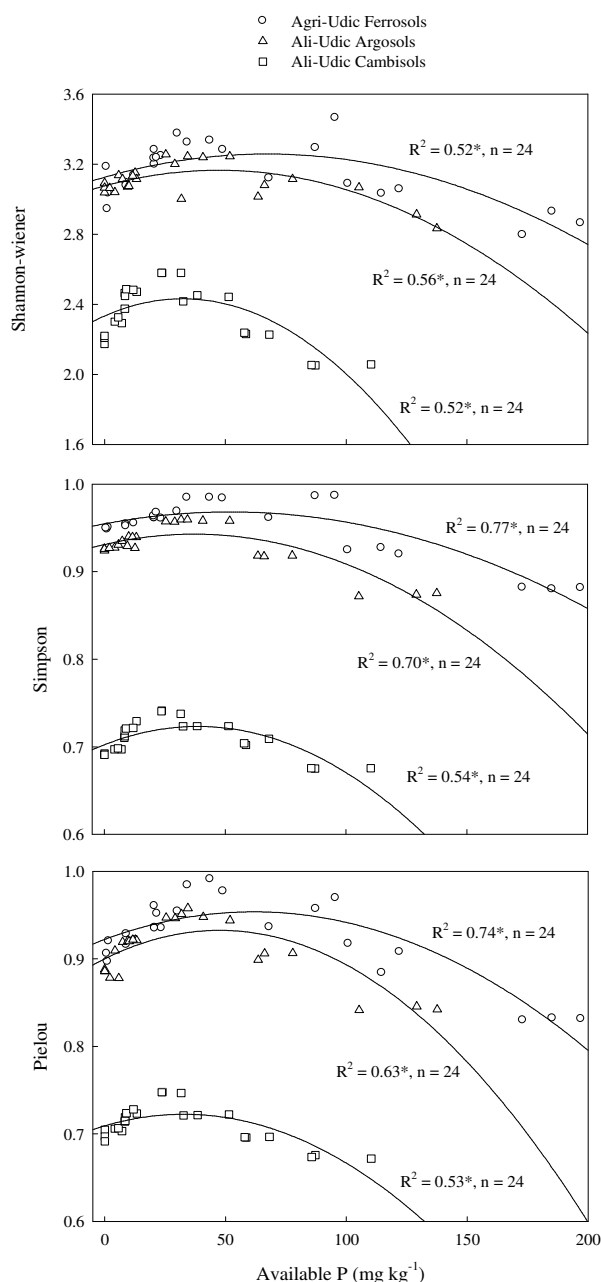 Agri-Udic Ferrosols
Ali-Udic Argosols
Ali-Udic Cambisols
3.6
3.2
2.8
2.4
2.0
1.6
Shannon-wiener
R² = 0.52*, n = 24
R² = 0.56*, n = 24
R² = 0.52*, n = 24
1.0
0.9
0.8
0.7
0.6
Simpson
R² = 0.77*, n = 24
R² = 0.70*, n = 24
R² = 0.54*, n = 24
1.0
0.9
0.8
0.7
0.6
Pielou
R² = 0.74*, n = 24
R² = 0.63*, n = 24
R² = 0.53*, n = 24
0 50 100 150 200
Available P (mg kg⁻¹)